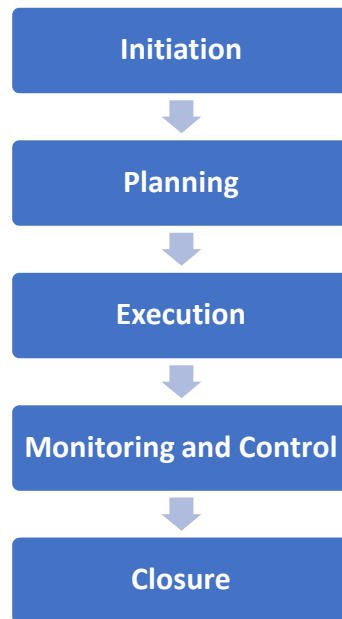 Initiation
Planning
Execution
Monitoring and Control
Closure